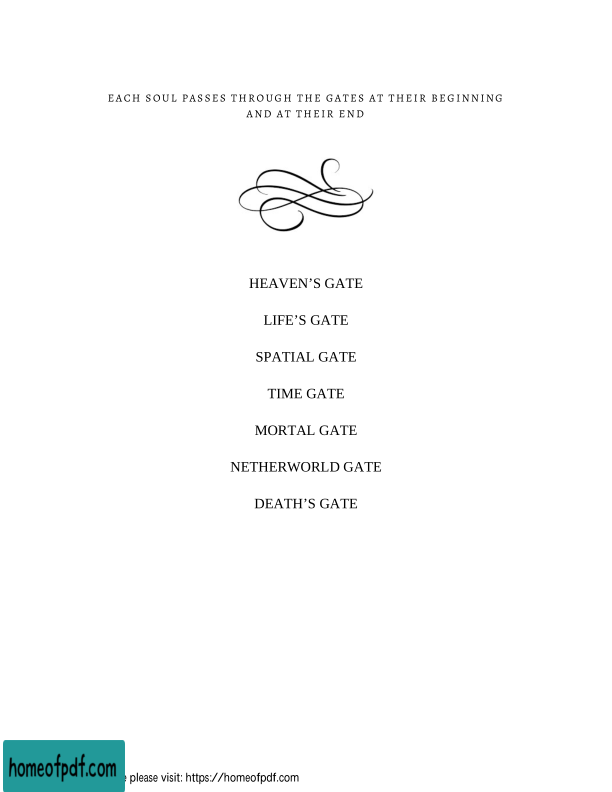 EACH SOUL PASSES THROUGH THE GATES AT THEIR BEGINNING
AND AT THEIR END
HEAVEN’S GATE
LIFE’S GATE
SPATIAL GATE
TIME GATE
MORTAL GATE
NETHERWORLD GATE
DEATH’S GATE
homeofpdf.com
please visit: https://homeofpdf.com